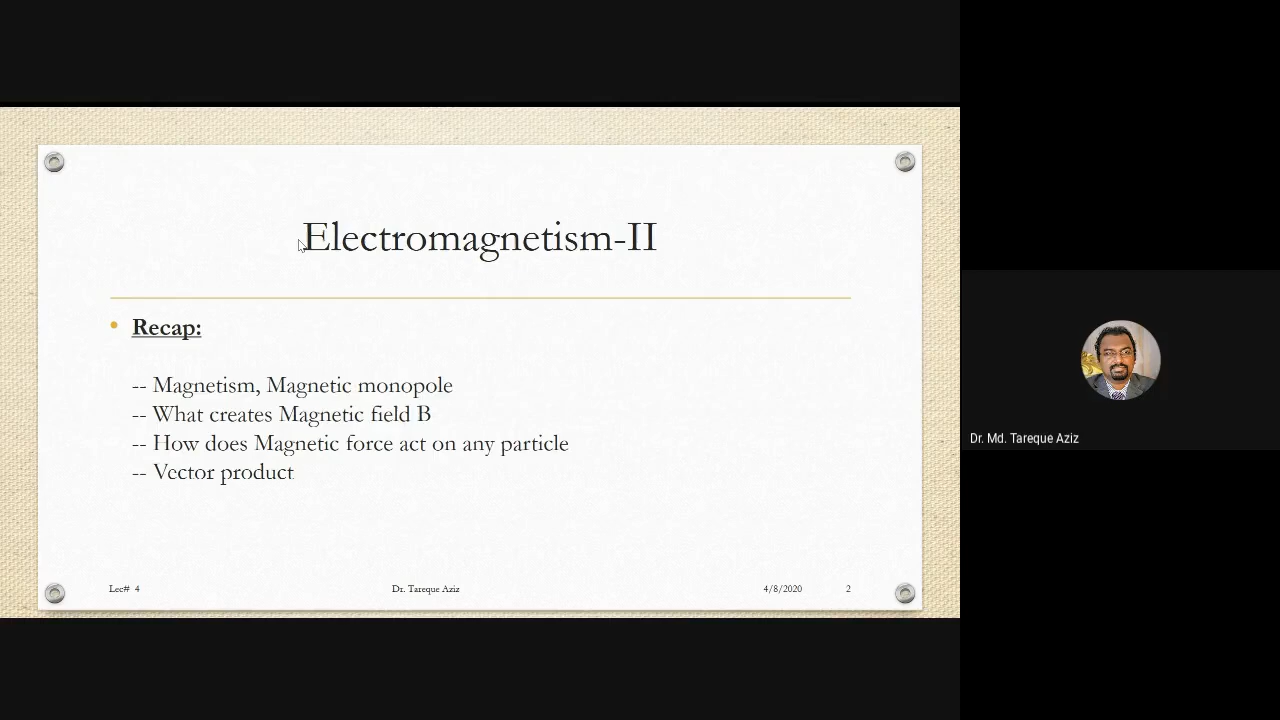 Electromagnetism-II
• Recap:
-- Magnetism, Magnetic monopole
-- What creates Magnetic field B
-- How does Magnetic force act on any particle
-- Vector product
Lec# 4 Dr. Tareque Aziz 4/8/2020 2
Dr. Md. Tareque Aziz